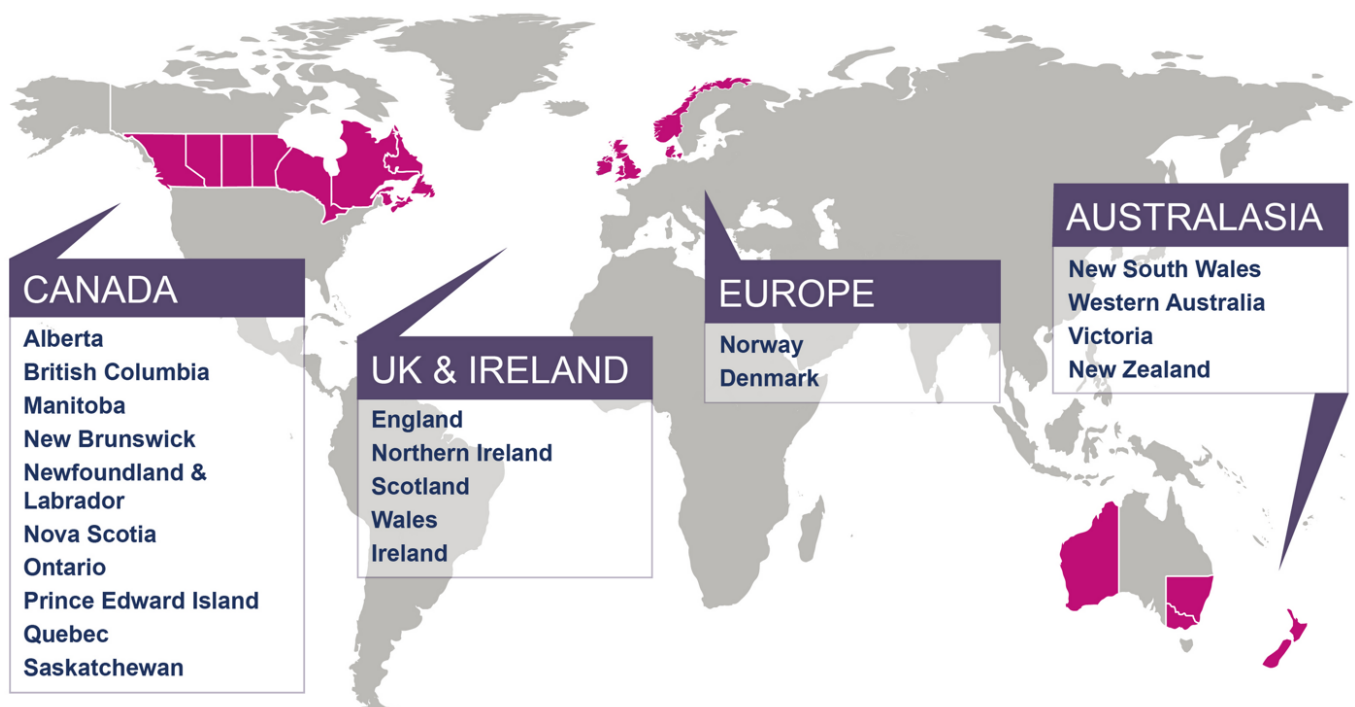 CANADA
Alberta
British Columbia
Manitoba
New Brunswick
Newfoundland &
Labrador
Nova Scotia
Ontario
Prince Edward Island
Quebec
Saskatchewan
UK & IRELAND
England
Northern Ireland
Scotland
Wales
Ireland
EUROPE
Norway
Denmark
AUSTRALASIA
New South Wales
Western Australia
Victoria
New Zealand